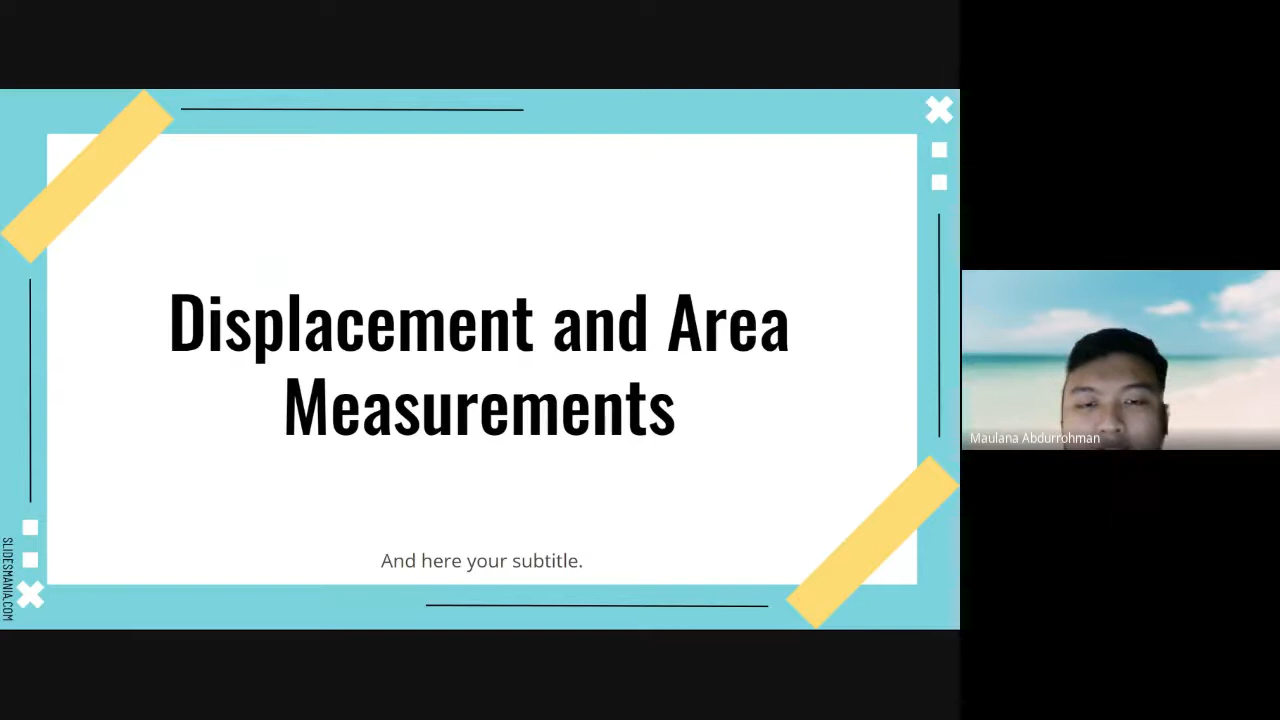 Displacement and Area
Measurements
And here your subtitle.
SLIDESMANIA.COM
Maulana Abdurrohman